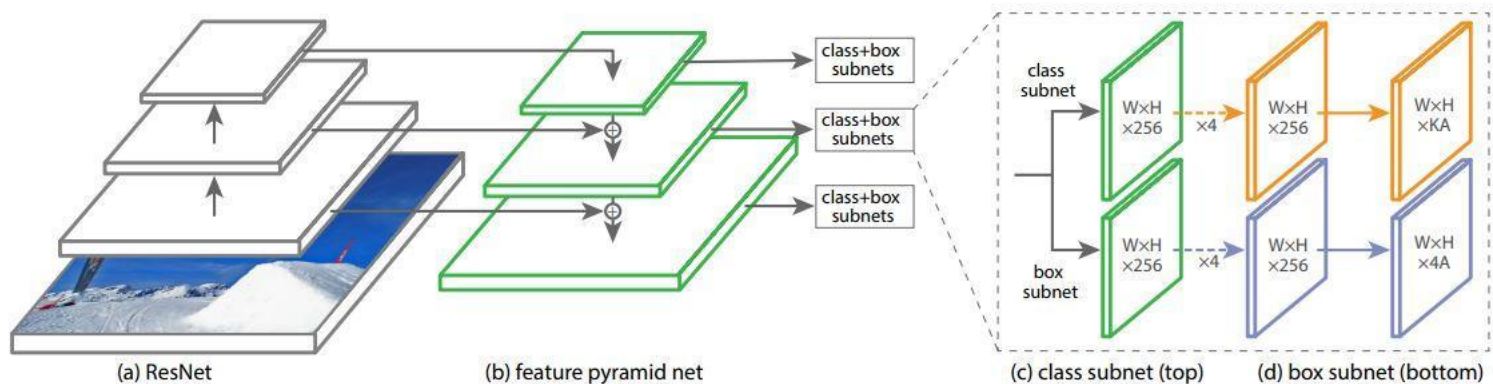 class+box
subnets
class+box
subnets
class+box
subnets
class
subnet
W×H
×256
×4
W×H
×256
W×H
×KA
box
subnet
W×H
×256
×4
W×H
×256
W×H
×4A
(a) ResNet
(b) feature pyramid net
(c) class subnet (top)
(d) box subnet (bottom)